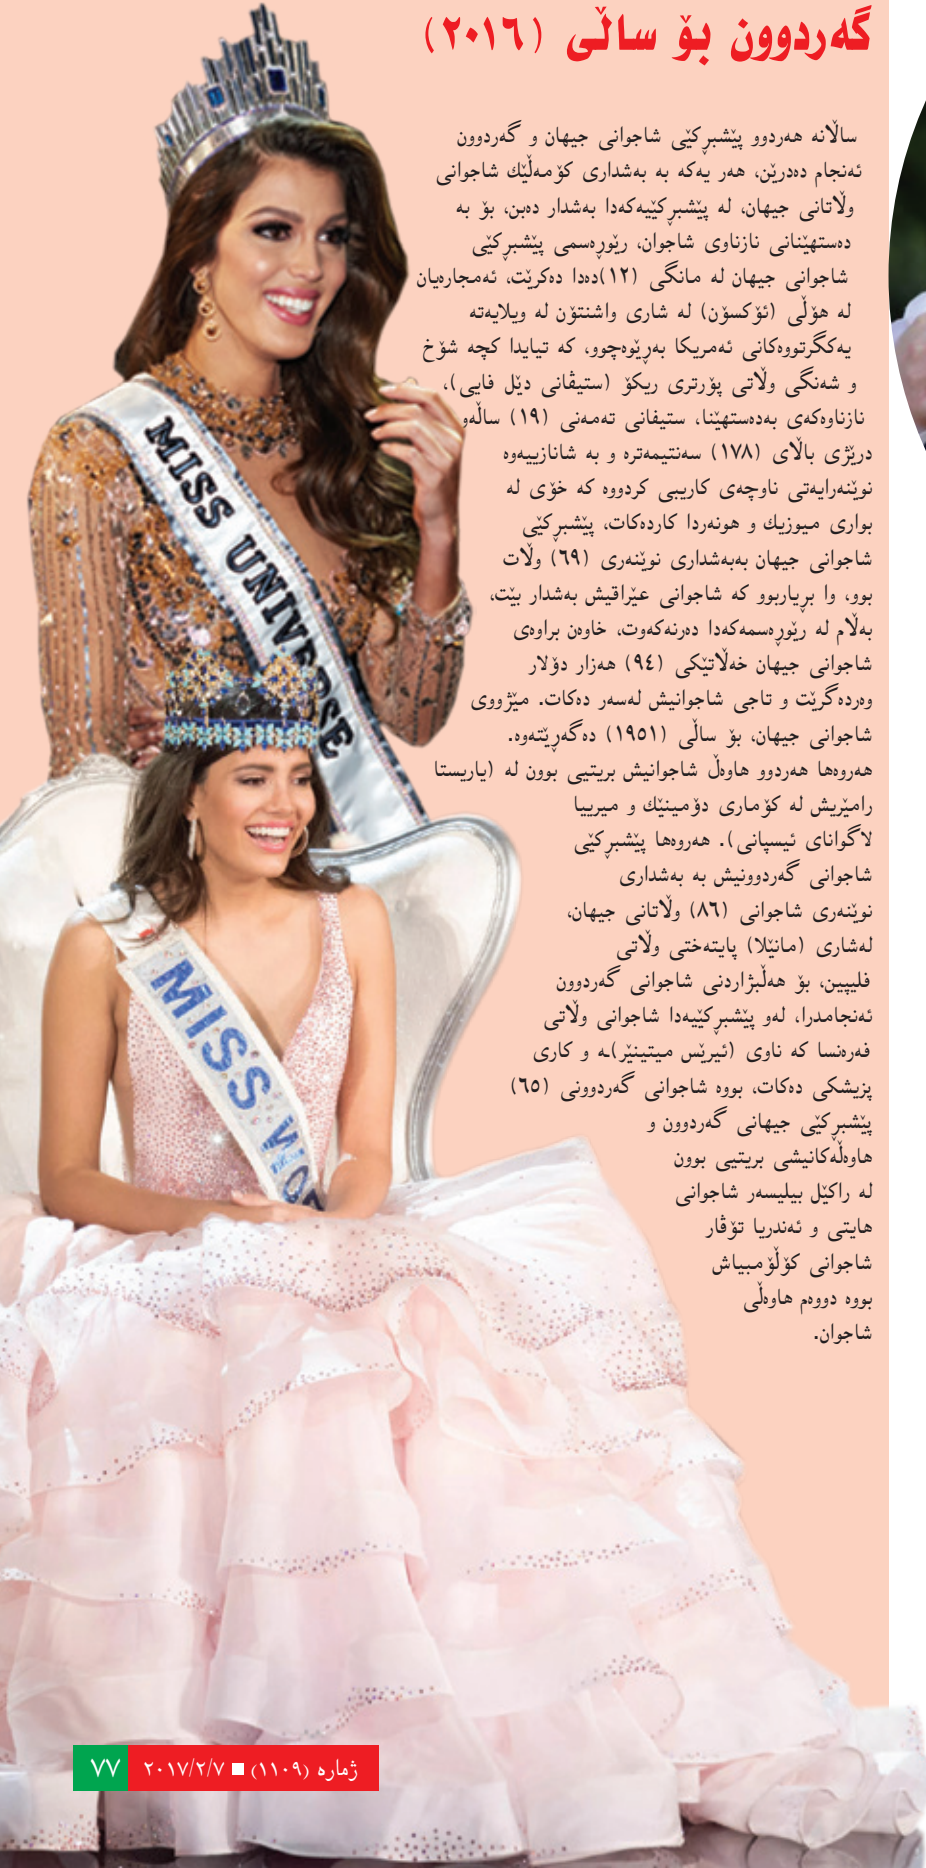 گەردوون بۆ ساڵی (٢٠١٦)
ساڵانە هەردوو پێشبڕکێی شاجوانی جیهان و گەردوون
ئەنجام دەدرێن، هەر یەکە بە بەشداری کۆمەڵێك شاجوانی
وڵاتانی جیهان، لە پێشبڕکێیەکەدا بەشدار دەبن، بۆ بە
دەستهێنانی نازناوی شاجوان، رێورەسمی پێشبڕکێی
شاجوانی جیهان لە مانگی (١٢)دەدا دەکرێت، ئەمجارەیان
لە هۆڵی (ئۆکسۆن) لە شاری واشنتۆن لە ویلایەتە
یەکگرتووەکانی ئەمریکا بەڕێوەچوو، کە تیایدا کچە شۆخ
و شەنگی وڵاتی پۆرتری ریکۆ (ستیڤانی دێل فایی)،
نازناوەکەی بەدەستهێنا، ستیفانی تەمەنی (١٩) ساڵەو
درێژی باڵای (١٧٨) سەنتیمەترە و بە شانازییەوە
نوێنەرایەتی ناوچەی کاریبی کردووە کە خۆی لە
بواری میوزیك و هونەردا کاردەکات، پێشبڕکێی
شاجوانی جیهان بەبەشداری نوێنەری (٦٩) وڵات
بوو، وا بڕیاربوو کە شاجوانی عێراقیش بەشدار بێت،
بەڵام لە رێورەسمەکەدا دەرنەکەوت، خاوەن براوەی
شاجوانی جیهان خەڵاتێکی (٩٤) هەزار دۆلار
وەردەگرێت و تاجی شاجوانیش لەسەر دەکات. مێژووی
شاجوانی جیهان، بۆ ساڵی (١٩٥١) دەگەڕێتەوە.
هەروەها هەردوو هاوەڵ شاجوانیش بریتیی بوون لە (یاریستا
رامێریش لە کۆماری دۆمینێك و میرییا
لاگوانای ئیسپانی). هەروەها پێشبڕکێی
شاجوانی گەردوونیش بە بەشداری
نوێنەری شاجوانی (٨٦) وڵاتانی جیهان،
لەشاری (مانێلا) پایتەختی وڵاتی
فلیپین، بۆ هەڵبژاردنی شاجوانی گەردوون
ئەنجامدرا، لەو پێشبڕکێیەدا شاجوانی وڵاتی
فەرەنسا کە ناوی (ئیرێس میتینێر)ـە و کاری
پزیشکی دەکات، بووە شاجوانی گەردوونی (٦٥)
پێشبڕکێی جیهانی گەردوون و
هاوەڵەکانیشی بریتیی بوون
لە راکێل بیلیسەر شاجوانی
هایتی و ئەندریا تۆڤار
شاجوانی کۆڵۆمبیاش
بووە دووەم هاوەڵی
شاجوان.
MISS UNIVERSE
MISS WOR
ژمارە (١١٠٩) ■ ٢٠١٧/٢/٧ ٧٧